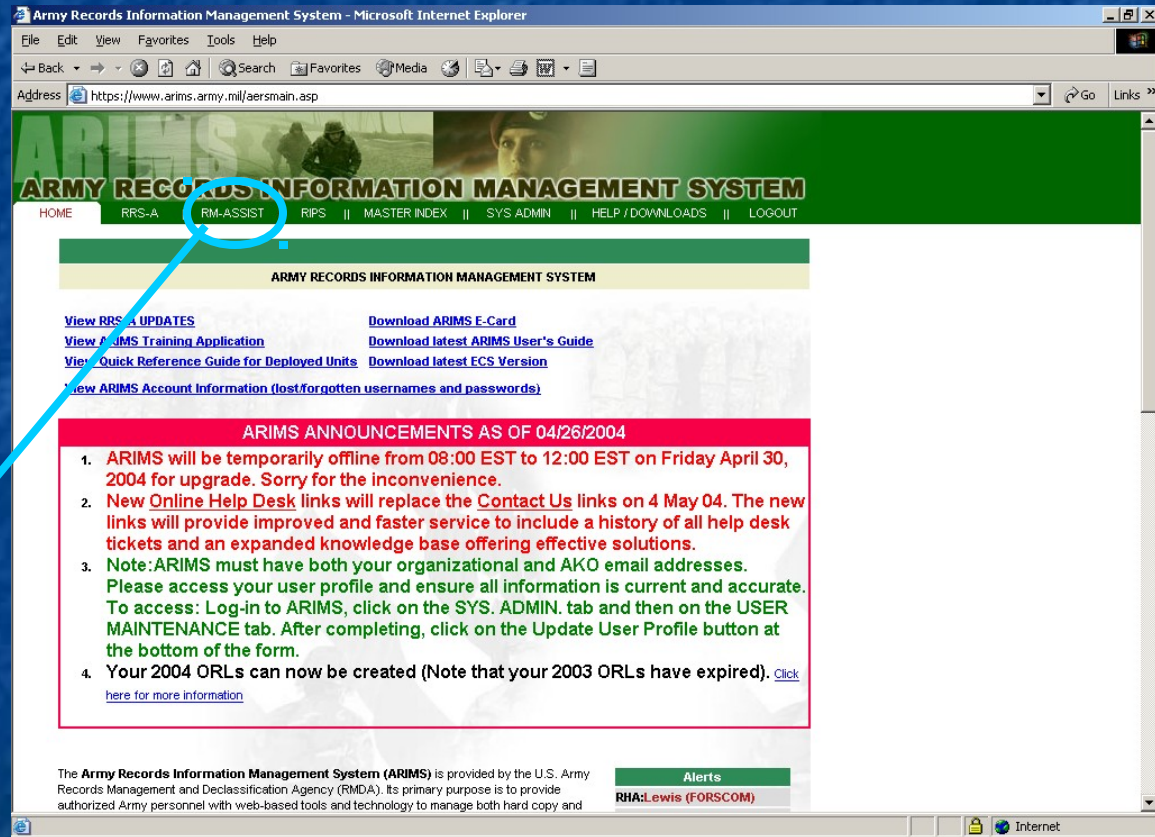 Army Records Information Management System - Microsoft Internet Explorer
File Edit View Favorites Tools Help
Back Search Favorites Media
Address https://www.arims.army.mil/aersmain.asp Go Links »
ARIMS
ARMY RECORDS INFORMATION MANAGEMENT SYSTEM
HOME RRS-A RM-ASSIST RIPS || MASTER INDEX || SYS ADMIN || HELP / DOWNLOADS || LOGOUT
ARMY RECORDS INFORMATION MANAGEMENT SYSTEM
View RRS-A UPDATES Download ARIMS E-Card
View ARIMS Training Application Download latest ARIMS User's Guide
View Quick Reference Guide for Deployed Units Download latest ECS Version
View ARIMS Account Information (lost/forgotten usernames and passwords)
ARIMS ANNOUNCEMENTS AS OF 04/26/2004
1. ARIMS will be temporarily offline from 08:00 EST to 12:00 EST on Friday April 30,
2004 for upgrade. Sorry for the inconvenience.
2. New Online Help Desk links will replace the Contact Us links on 4 May 04. The new
links will provide improved and faster service to include a history of all help desk
tickets and an expanded knowledge base offering effective solutions.
3. Note:ARIMS must have both your organizational and AKO email addresses.
Please access your user profile and ensure all information is current and accurate.
To access: Log-in to ARIMS, click on the SYS. ADMIN. tab and then on the USER
MAINTENANCE tab. After completing, click on the Update User Profile button at
the bottom of the form.
4. Your 2004 ORLs can now be created (Note that your 2003 ORLs have expired). Click
here for more information
The Army Records Information Management System (ARIMS) is provided by the U.S. Army
Records Management and Declassification Agency (RMDA). Its primary purpose is to provide
authorized Army personnel with web-based tools and technology to manage both hard copy and
Alerts
RHA:Lewis (FORSCOM)
Internet